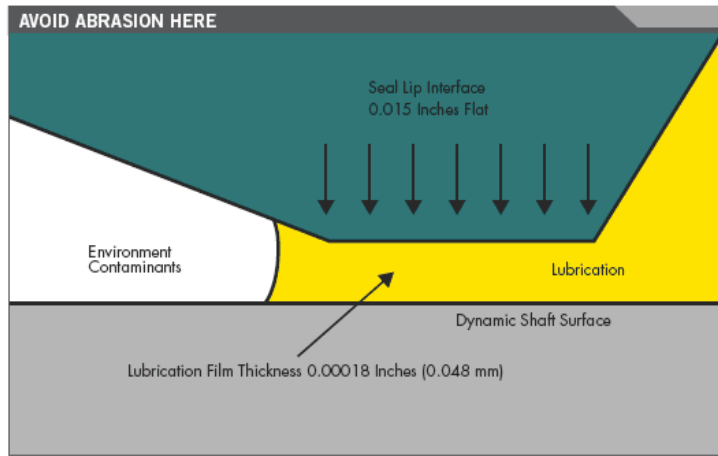 AVOID ABRASION HERE
Seal Lip Interface
0.015 Inches Flat
Environment
Contaminants
Lubrication
Dynamic Shaft Surface
Lubrication Film Thickness 0.00018 Inches (0.048 mm)